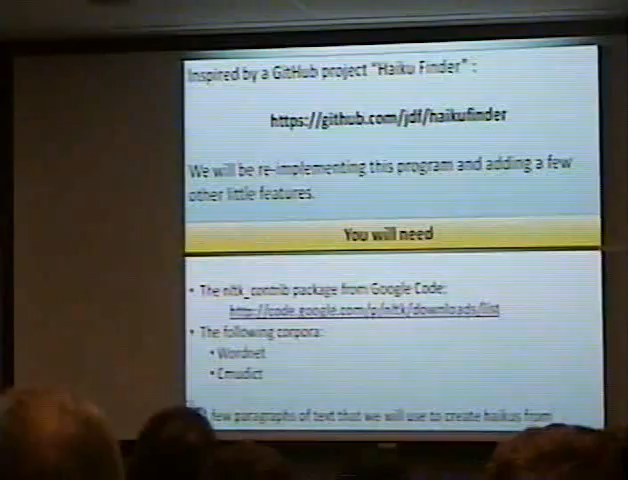 Inspired by a GitHub project "Haiku Finder" :
https://github.com/jdf/haikufinder
We will be re-implementing this program and adding a few
other little features.
You will need
• The nltk_contrib package from Google Code:
http://code.google.com/p/nltk/downloads/list
• The following corpora:
• Wordnet
• Cmudict
few paragraphs of text that we will use to create haikus from